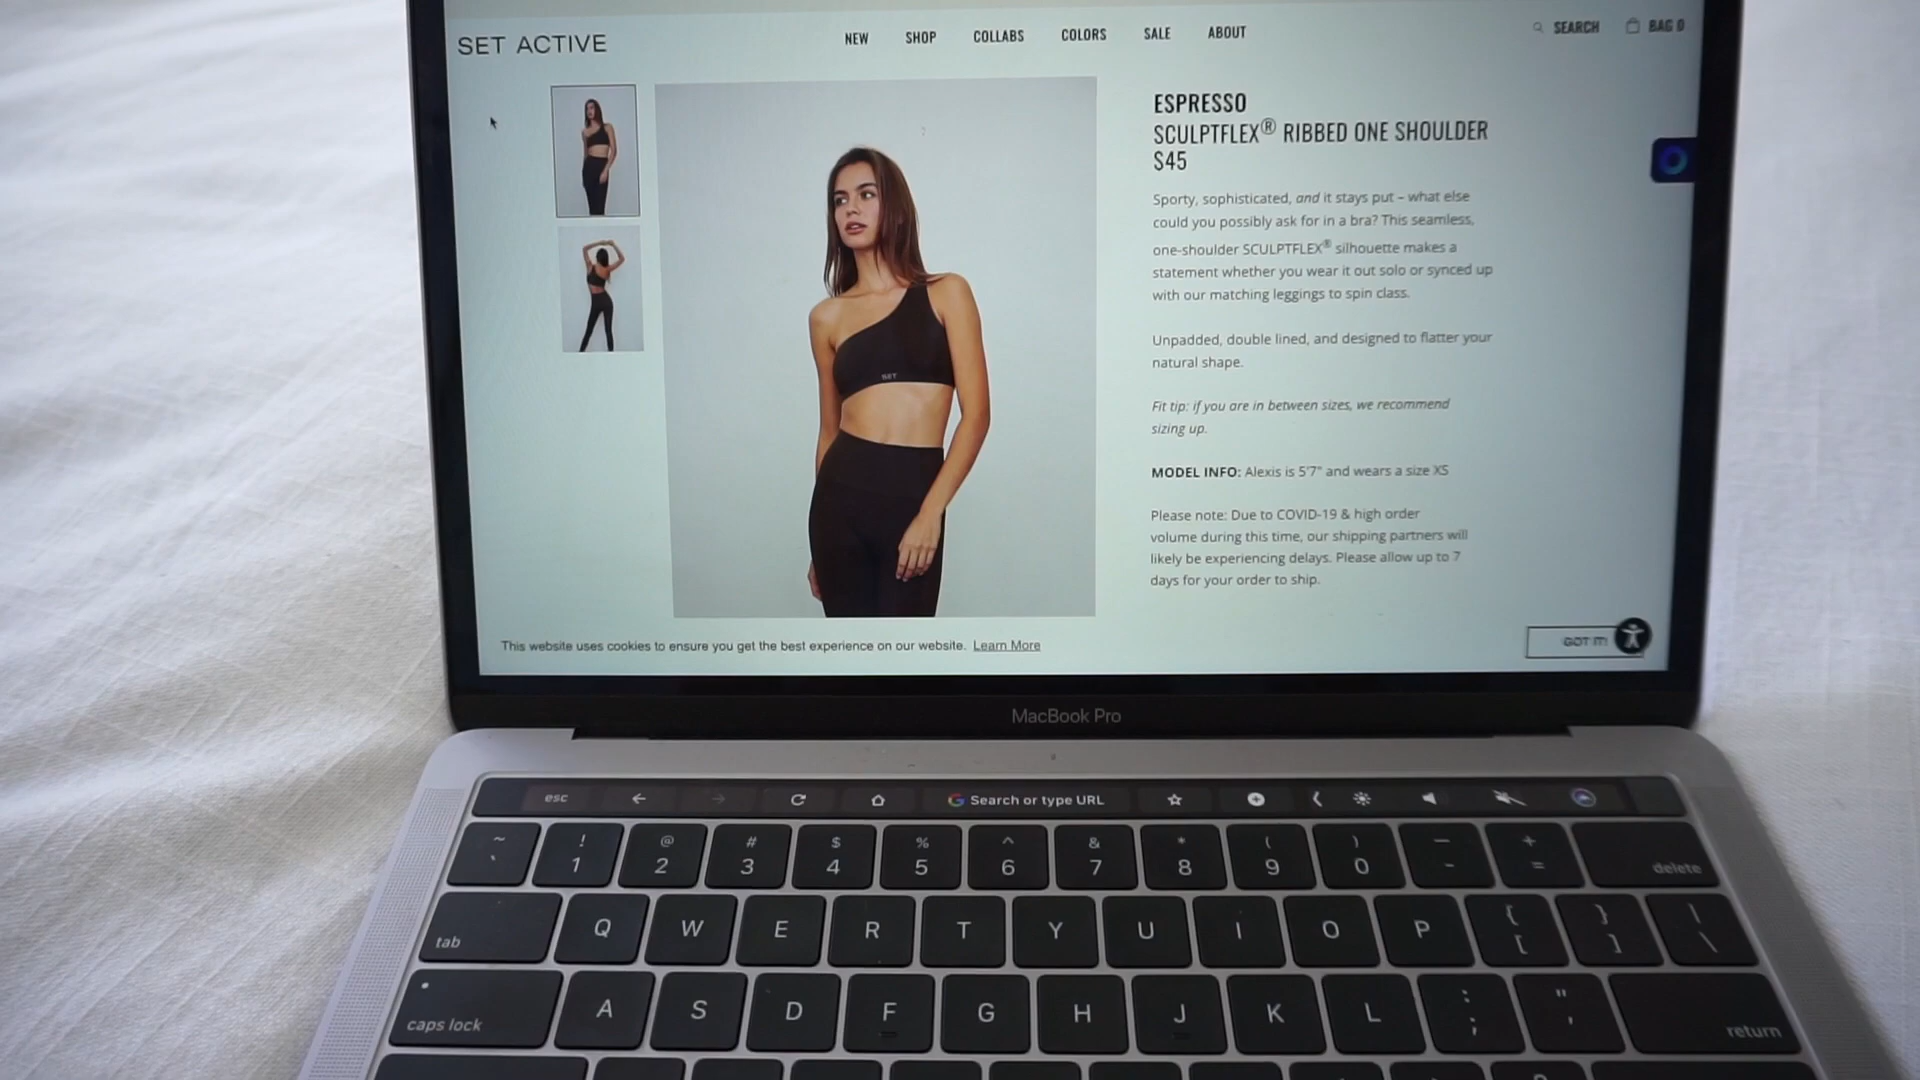 SET ACTIVE
NEW SHOP COLLABS COLORS SALE ABOUT
SEARCH BAG 0
ESPRESSO
SCULPTFLEX® RIBBED ONE SHOULDER
$45
Sporty, sophisticated, and it stays put – what else
could you possibly ask for in a bra? This seamless,
one-shoulder SCULPTFLEX® silhouette makes a
statement whether you wear it out solo or synced up
with our matching leggings to spin class.
Unpadded, double lined, and designed to flatter your
natural shape.
Fit tip: if you are in between sizes, we recommend
sizing up.
MODEL INFO: Alexis is 5'7" and wears a size XS
Please note: Due to COVID-19 & high order
volume during this time, our shipping partners will
likely be experiencing delays. Please allow up to 7
days for your order to ship.
SET
This website uses cookies to ensure you get the best experience on our website. Learn More
GOT IT!
MacBook Pro
esc Search or type URL
~ ! @ # $ % ^ & * ( ) — +
` 1 2 3 4 5 6 7 8 9 0 - = delete
tab Q W E R T Y U I O P { [ } ] | \
caps lock A S D F G H J K L : ; " ' return